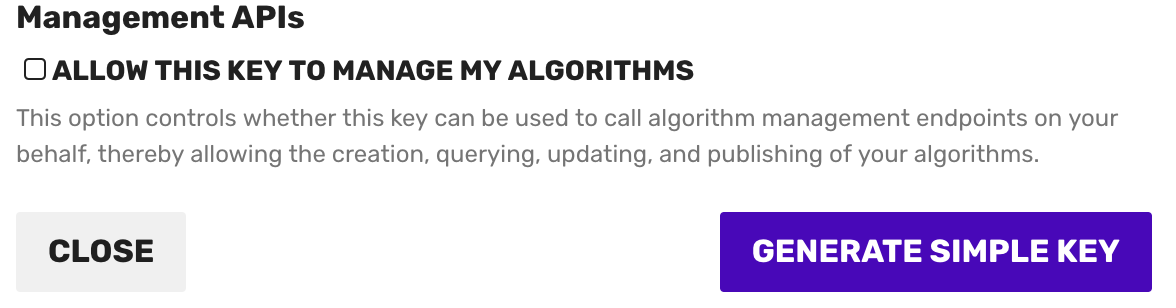 Management APIs
ALLOW THIS KEY TO MANAGE MY ALGORITHMS
This option controls whether this key can be used to call algorithm management endpoints on your
behalf, thereby allowing the creation, querying, updating, and publishing of your algorithms.
CLOSE
GENERATE SIMPLE KEY